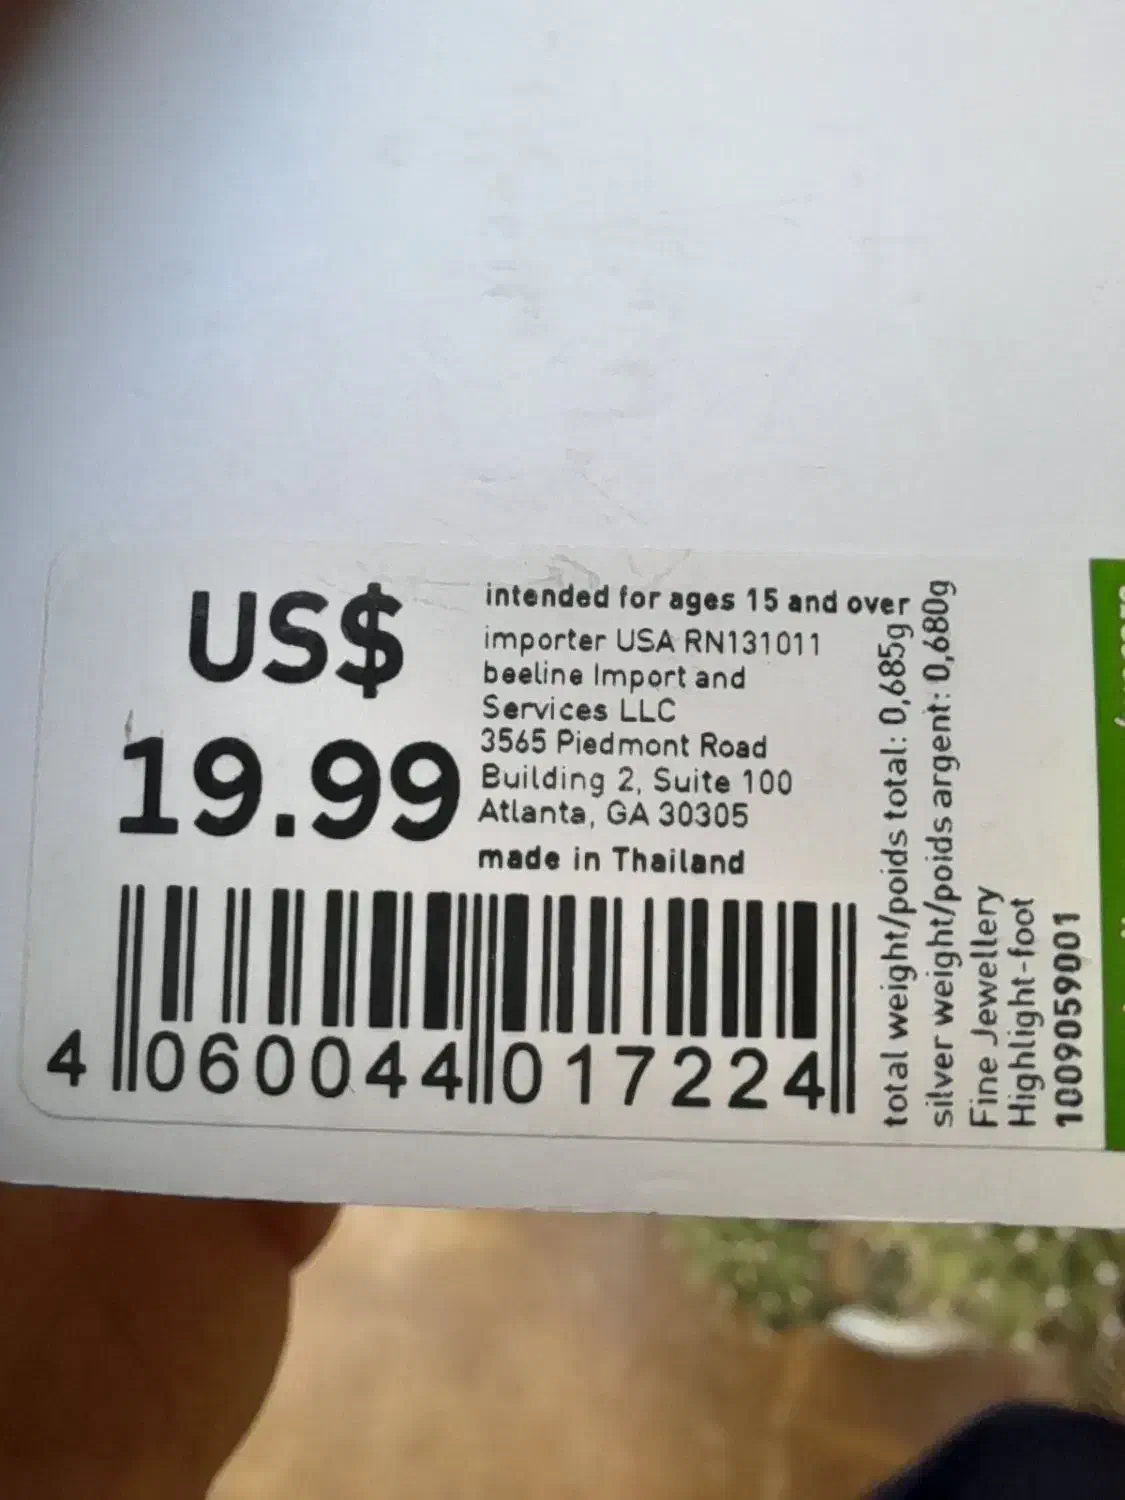 US$
19.99
intended for ages 15 and over
importer USA RN131011
beeline Import and
Services LLC
3565 Piedmont Road
Building 2, Suite 100
Atlanta, GA 30305
made in Thailand
4 060044 017224
total weight/poids total: 0,685g
silver weight/poids argent: 0,680g
Fine Jewellery
Highlight-foot
1009059001